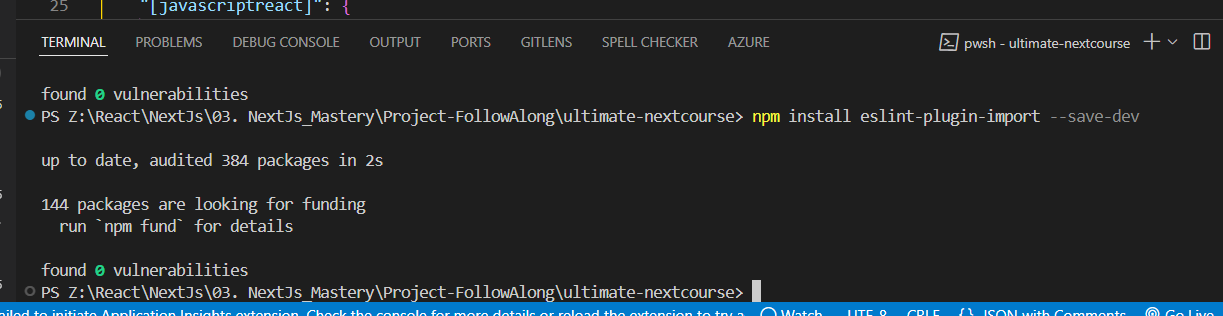 25 "[javascriptreact]": {
TERMINAL PROBLEMS DEBUG CONSOLE OUTPUT PORTS GITLENS SPELL CHECKER AZURE pwsh - ultimate-nextcourse
found 0 vulnerabilities
PS Z:\React\NextJs\03. NextJs_Mastery\Project-FollowAlong\ultimate-nextcourse> npm install eslint-plugin-import --save-dev
up to date, audited 384 packages in 2s
144 packages are looking for funding
run `npm fund` for details
found 0 vulnerabilities
PS Z:\React\NextJs\03. NextJs_Mastery\Project-FollowAlong\ultimate-nextcourse>
to initiate Application Insights extension. Check the console for more details or reload the extension to try a Watch UTF-8 CRLF {} JSON with Comments Go Live